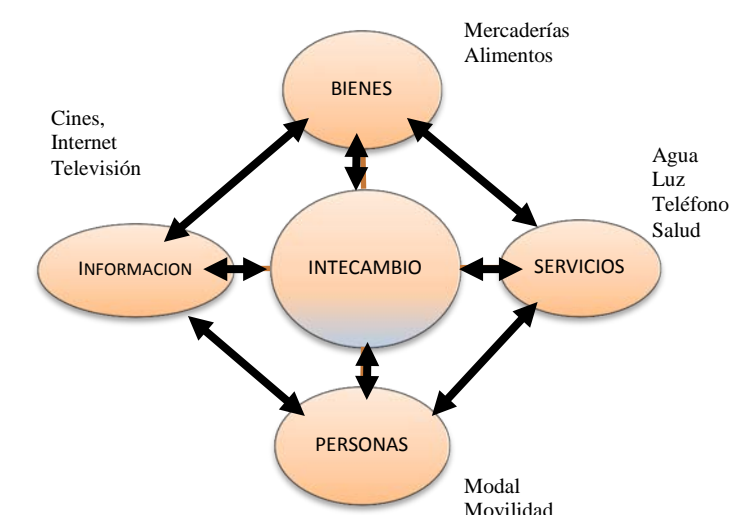 Mercaderías
Alimentos
BIENES
Cines,
Internet
Televisión
Agua
Luz
Teléfono
Salud
INFORMACION
INTECAMBIO
SERVICIOS
PERSONAS
Modal
Movilidad